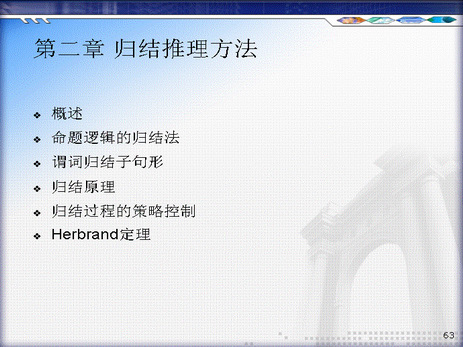 第二章 归结推理方法
概述
命题逻辑的归结法
谓词归结子句形
归结原理
归结过程的策略控制
Herbrand定理
63